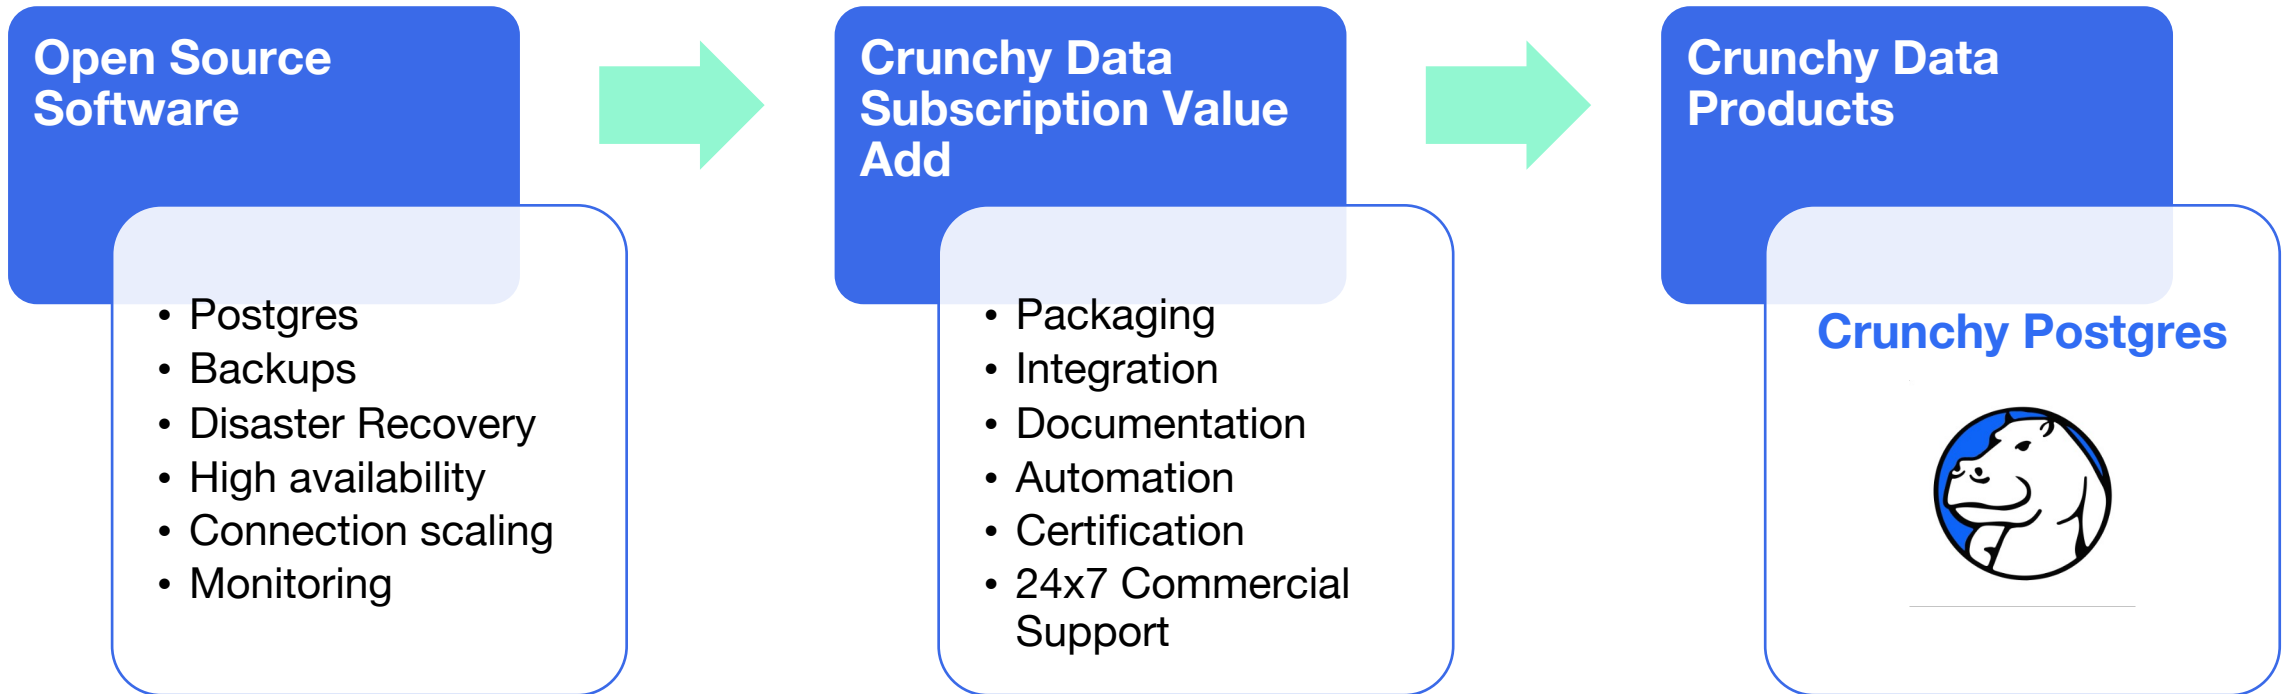 Open Source
Software
• Postgres
• Backups
• Disaster Recovery
• High availability
• Connection scaling
• Monitoring
Crunchy Data
Subscription Value
Add
• Packaging
• Integration
• Documentation
• Automation
• Certification
• 24x7 Commercial
Support
Crunchy Data
Products
Crunchy Postgres